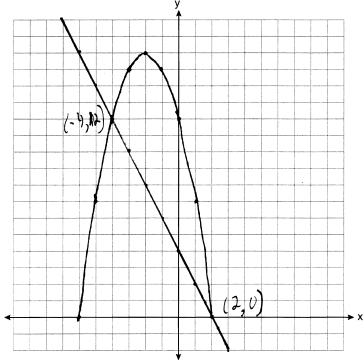 y
(-4,12)
(2,0)
x